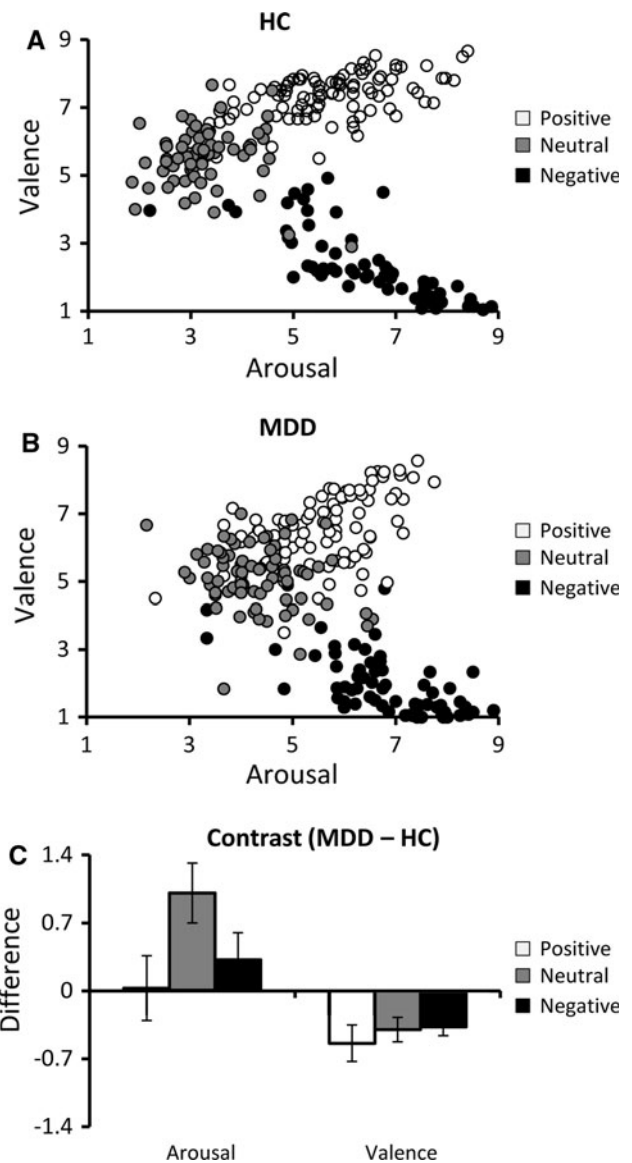 A
HC
9
7
5
3
1
Valence
1 3 5 7 9
Arousal
Positive
Neutral
Negative
B
MDD
9
7
5
3
1
Valence
1 3 5 7 9
Arousal
Positive
Neutral
Negative
C
Contrast (MDD – HC)
1.4
0.7
0
-0.7
-1.4
Difference
Arousal Valence
Positive
Neutral
Negative